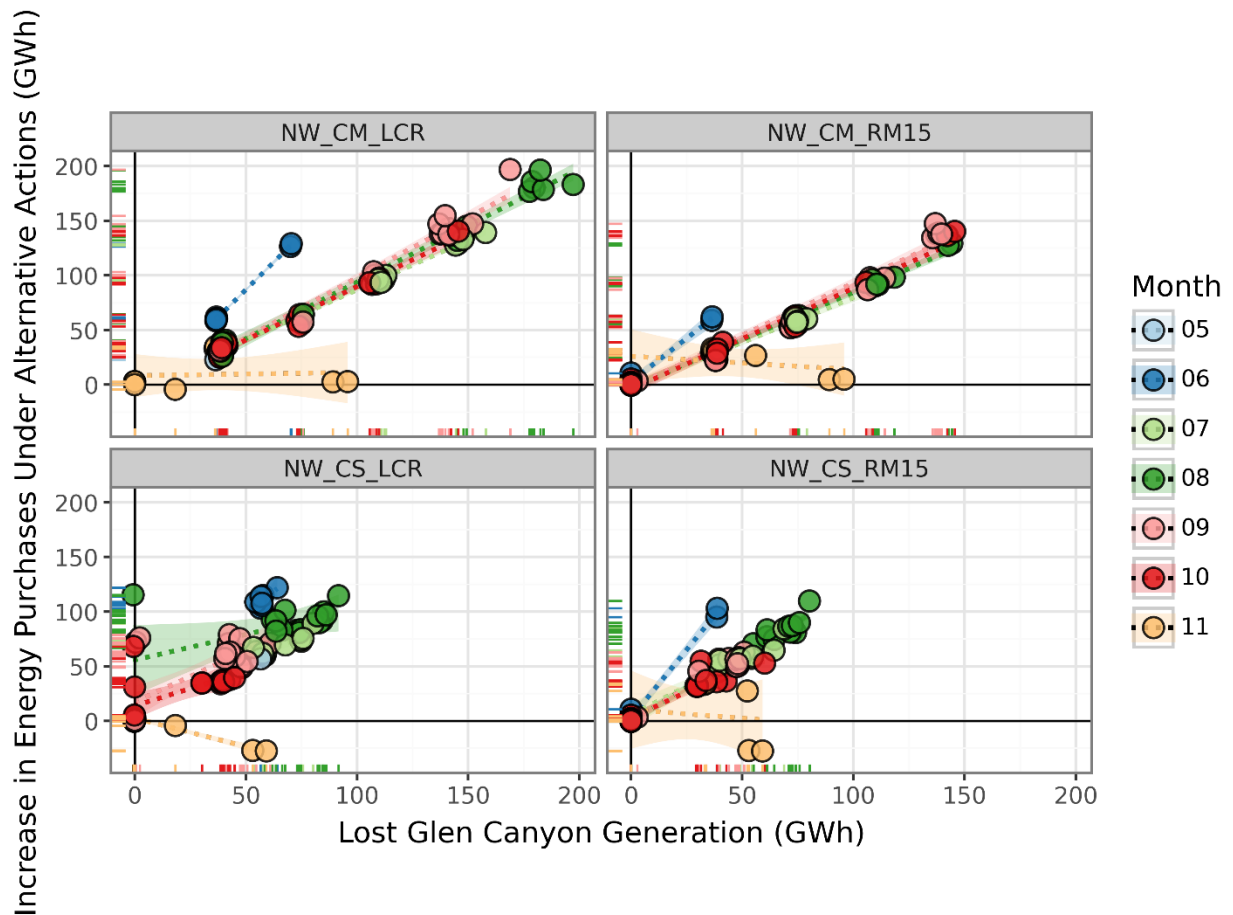 Increase in Energy Purchases Under Alternative Actions (GWh)
NW_CM_LCR
NW_CM_RM15
200
150
100
50
0
NW_CS_LCR
NW_CS_RM15
200
150
100
50
0
0 50 100 150 200
0 50 100 150 200
Lost Glen Canyon Generation (GWh)
Month
05
06
07
08
09
10
11